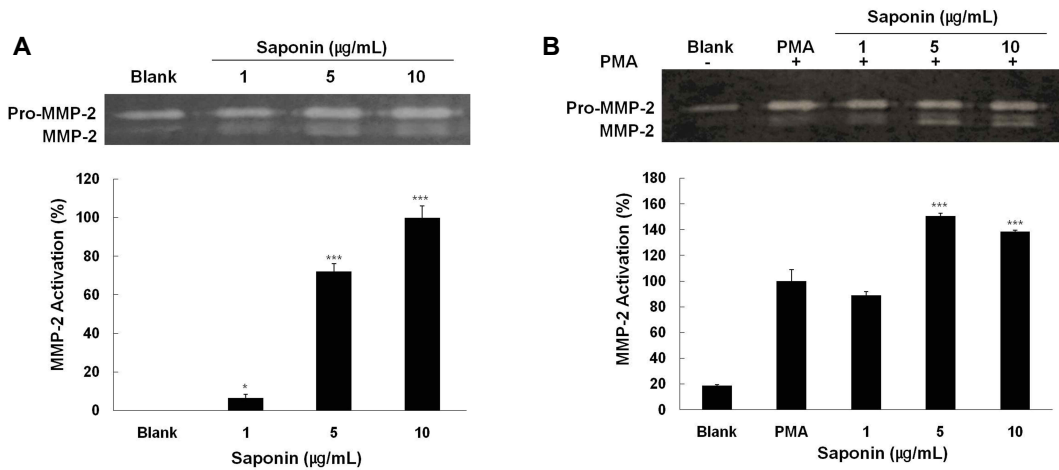 A
Saponin (µg/mL)
Blank 1 5 10
Pro-MMP-2
MMP-2
MMP-2 Activation (%)
120
100
80
60
40
20
0
*
***
***
Blank 1 5 10
Saponin (µg/mL)
B
Saponin (µg/mL)
Blank PMA 1 5 10
PMA - + + + +
Pro-MMP-2
MMP-2
MMP-2 Activation (%)
180
160
140
120
100
80
60
40
20
0
***
***
Blank PMA 1 5 10
Saponin (µg/mL)